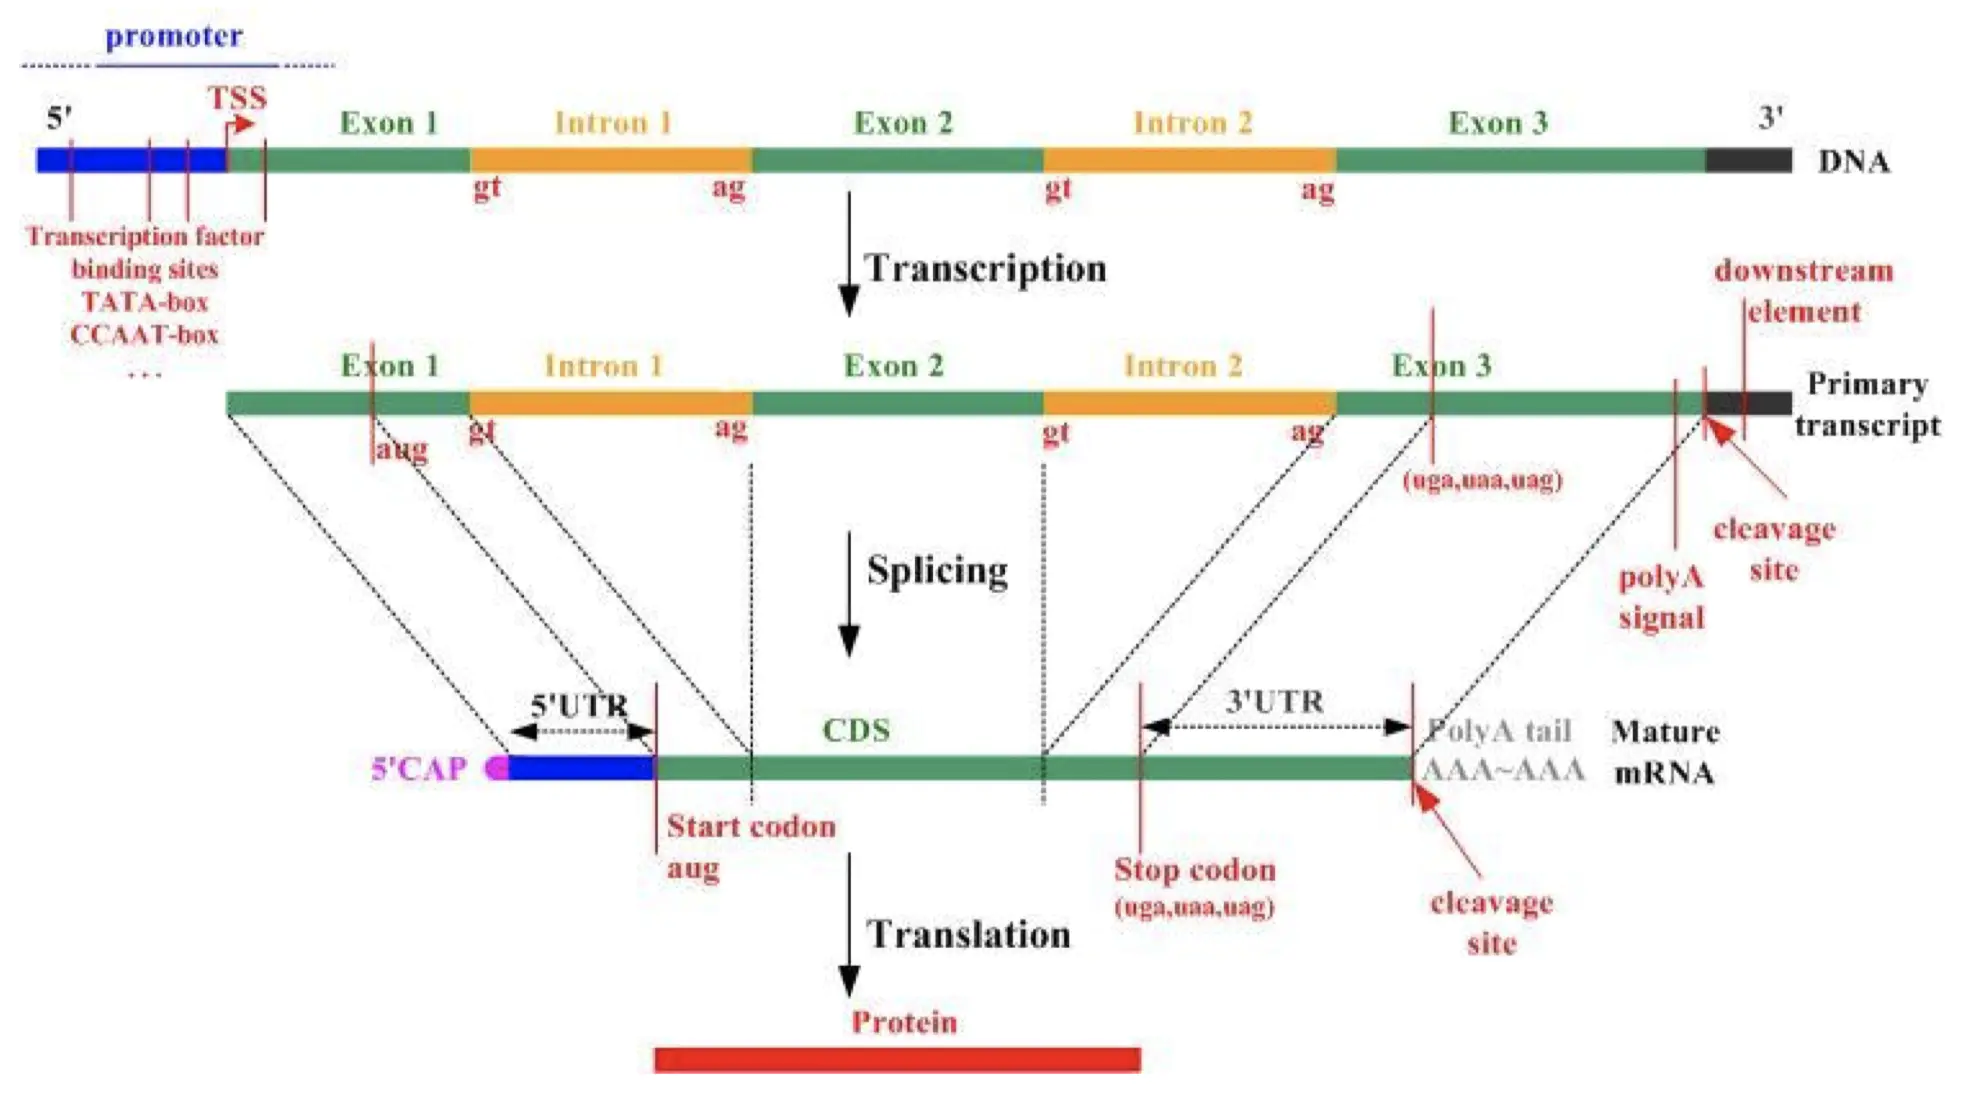 promoter
5'
TSS
Exon 1
Intron 1
Exon 2
Intron 2
Exon 3
3'
DNA
gt
ag
gt
ag
Transcription factor
binding sites
TATA-box
CCAAT-box
...
Transcription
downstream
element
Exon 1
Intron 1
Exon 2
Intron 2
Exon 3
Primary
transcript
aug
gt
ag
gt
ag
(uga,uaa,uag)
cleavage
site
polyA
signal
Splicing
5'UTR
CDS
3'UTR
PolyA tail
AAA~AAA
Mature
mRNA
5'CAP
Start codon
aug
Stop codon
(uga,uaa,uag)
cleavage
site
Translation
Protein